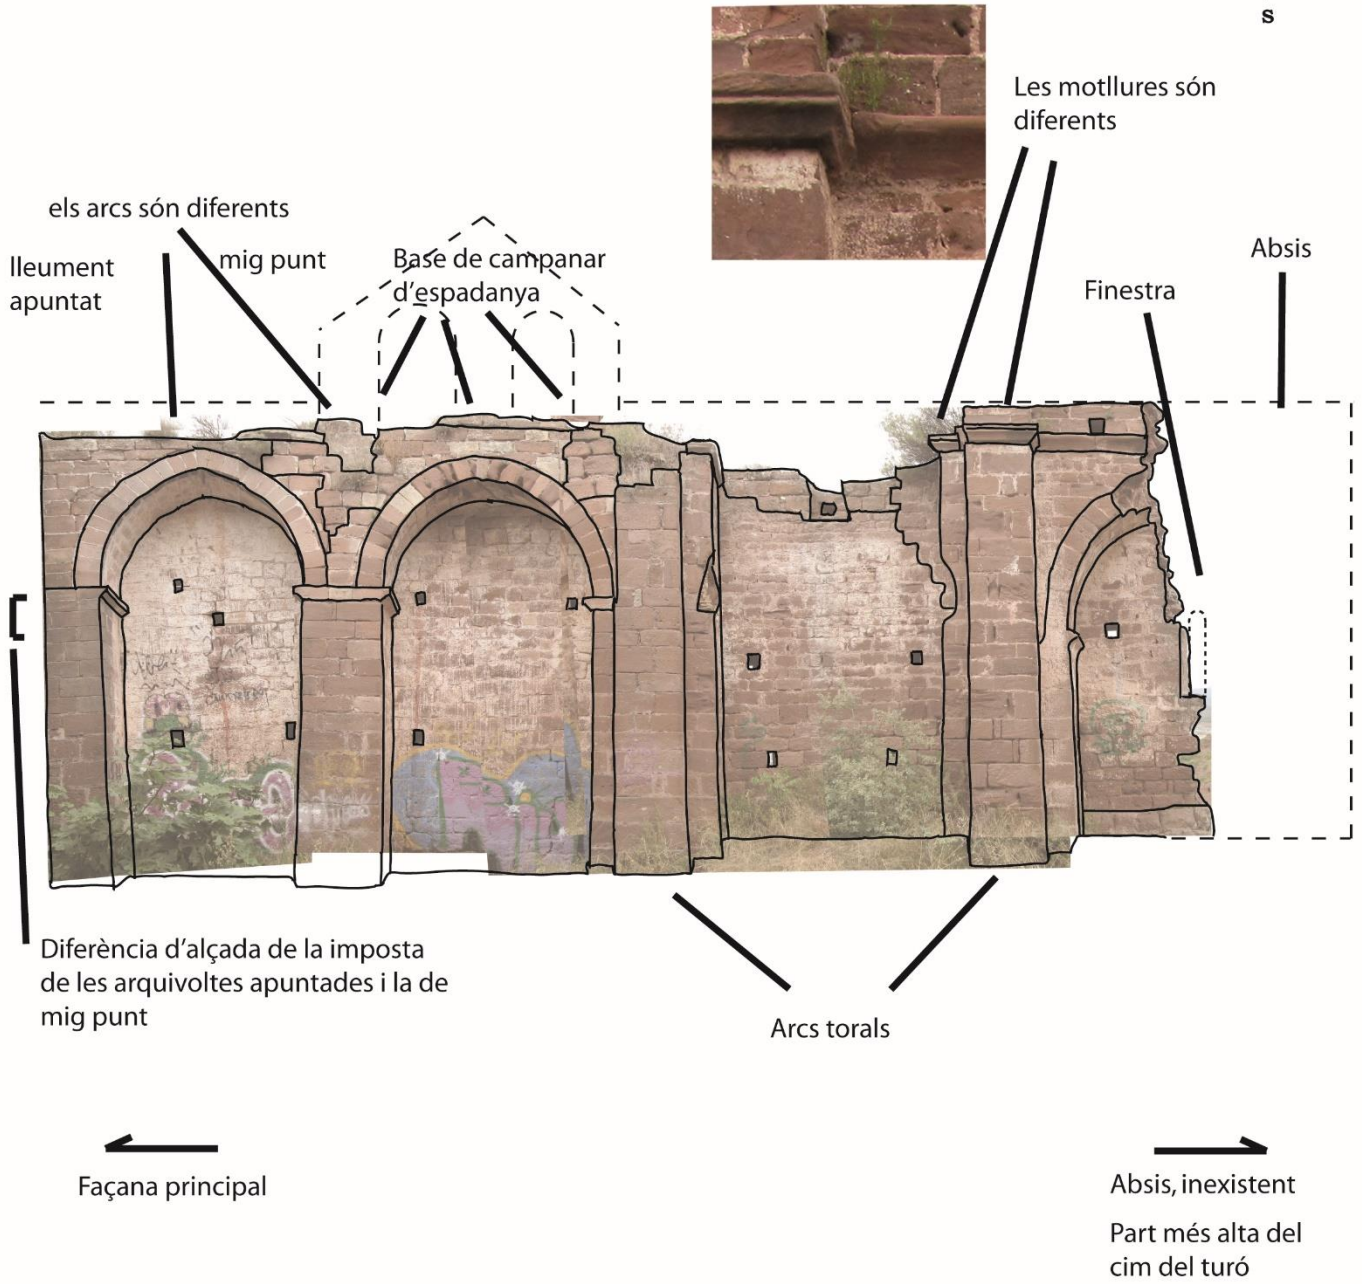 s
Les motllures són
diferents
els arcs són diferents
lleument
apuntat
mig punt
Base de campanar
d'espadanya
Absis
Finestra
Diferència d'alçada de la imposta
de les arquivoltes apuntades i la de
mig punt
Arcs torals
Façana principal
Absis, inexistent
Part més alta del
cim del turó